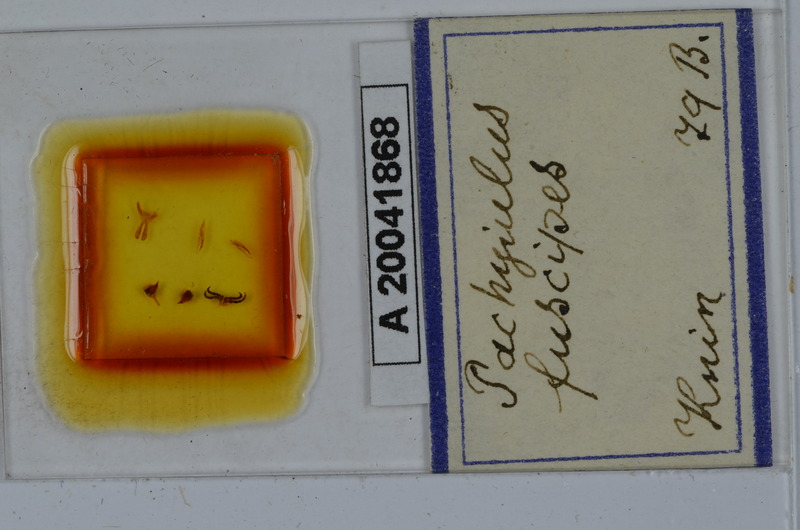 A 20041868
Pachyiulus
fuscipes
Knin 79 B.